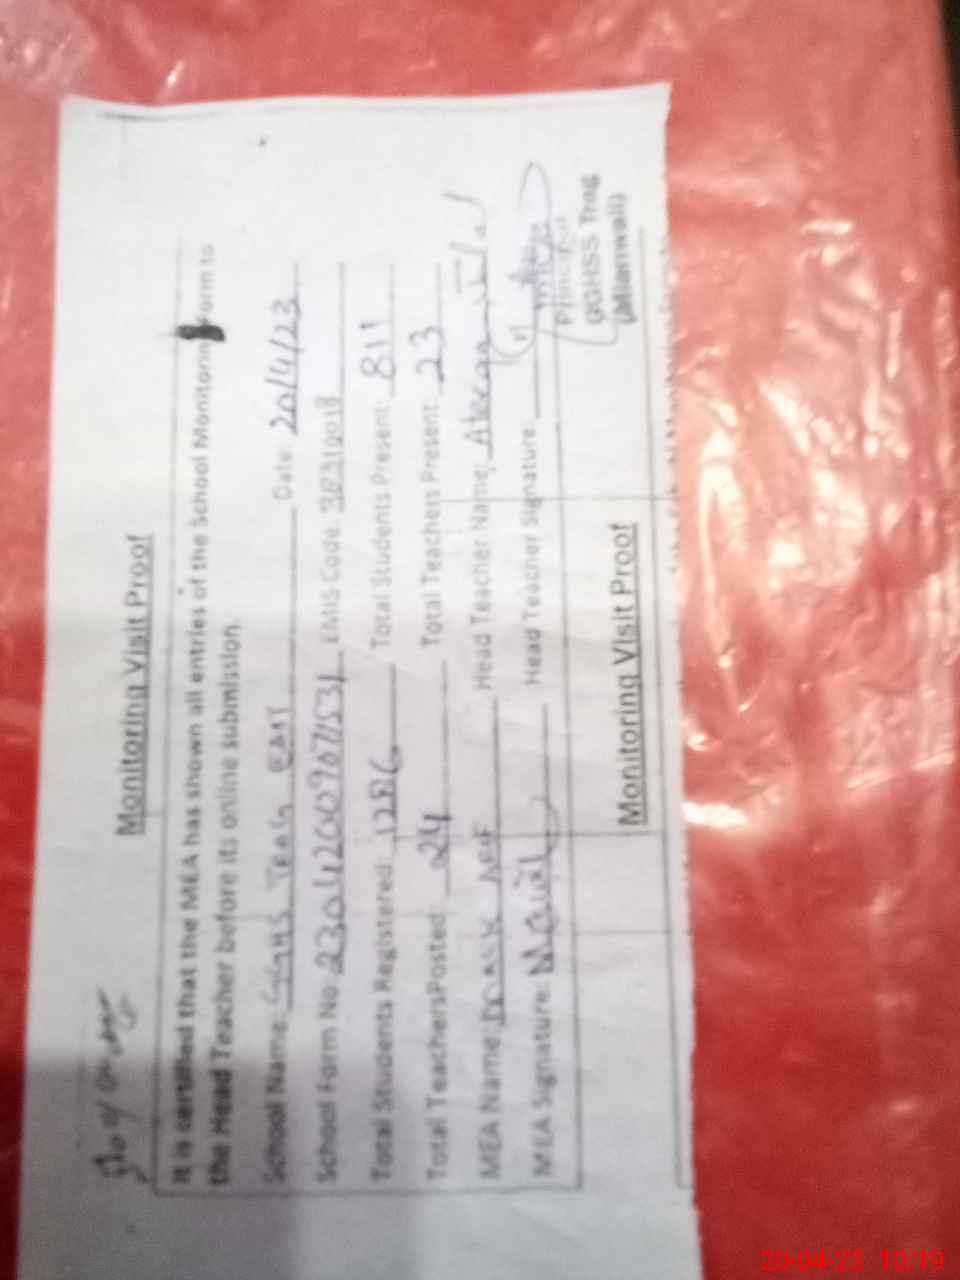 Monitoring Visit Proof
It is certified that the MEA has shown all entries of the School Monitoring Form to
the Head Teacher before its online submission.
School Name: GGHS TRAG EAST Date: 20/4/23
School Form No 23042009671531 EMIS Code:
Total Students Registered: 1286 Total Students Present: 811
Total Teachers Posted: 24 Total Teachers Present: 23
MEA Name: Head Teacher Name:
MEA Signature: Head Teacher Signature:
Principal
GGHSS Trag
(Mianwali)
Monitoring Visit Proof
20-04-23 10:19